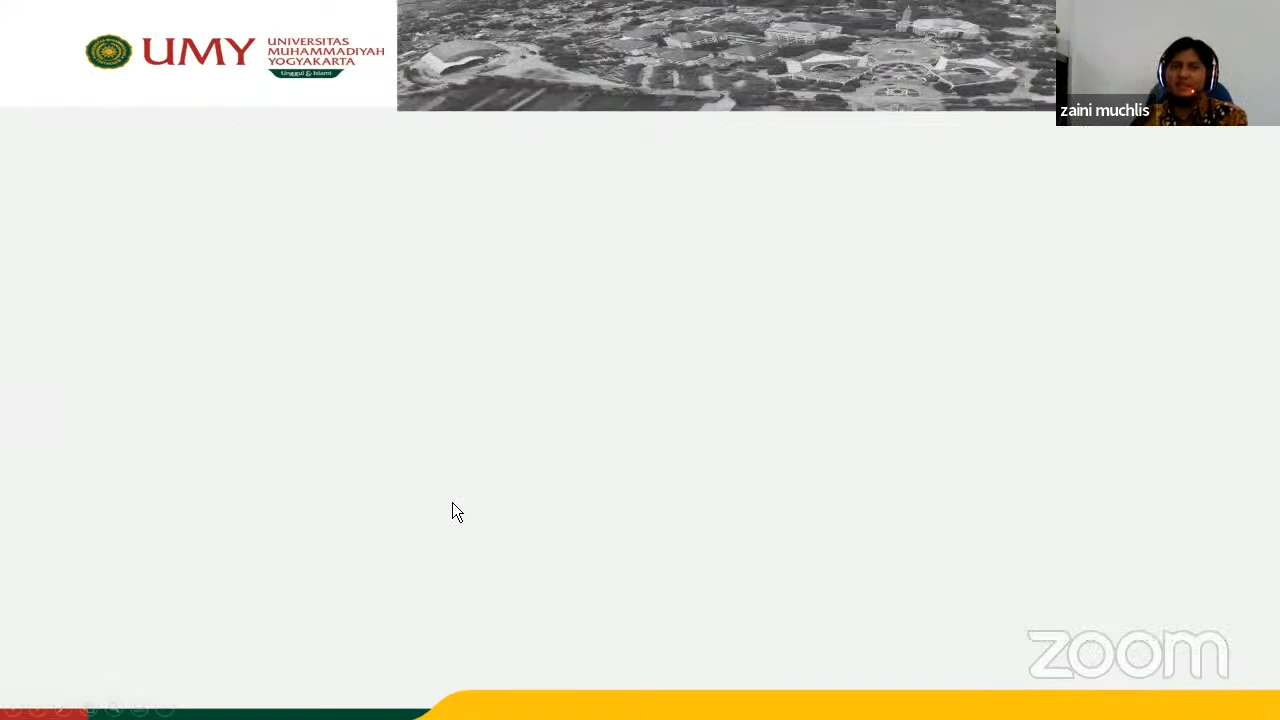 UMY
UNIVERSITAS
MUHAMMADIYAH
YOGYAKARTA
Unggul & Islami
zaini muchlis
zoom